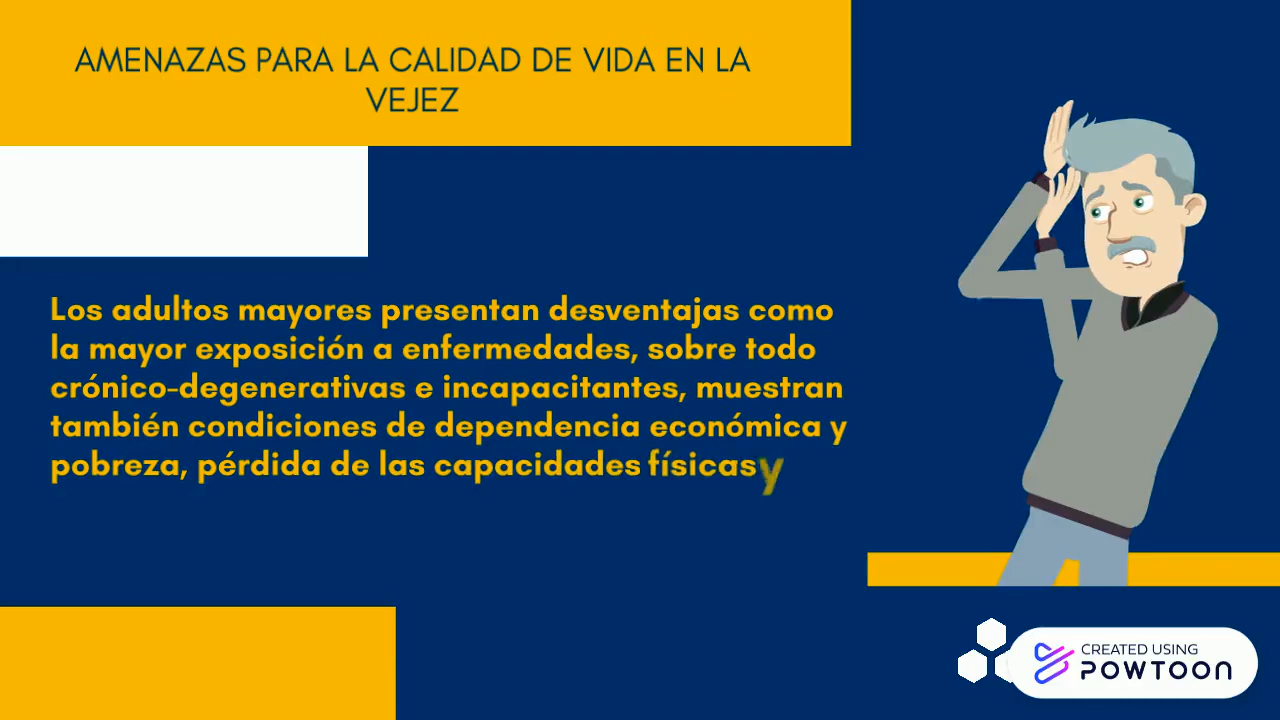 AMENAZAS PARA LA CALIDAD DE VIDA EN LA
VEJEZ
Los adultos mayores presentan desventajas como
la mayor exposición a enfermedades, sobre todo
crónico-degenerativas e incapacitantes, muestran
también condiciones de dependencia económica y
pobreza, pérdida de las capacidades físicas y
CREATED USING
POWTOON